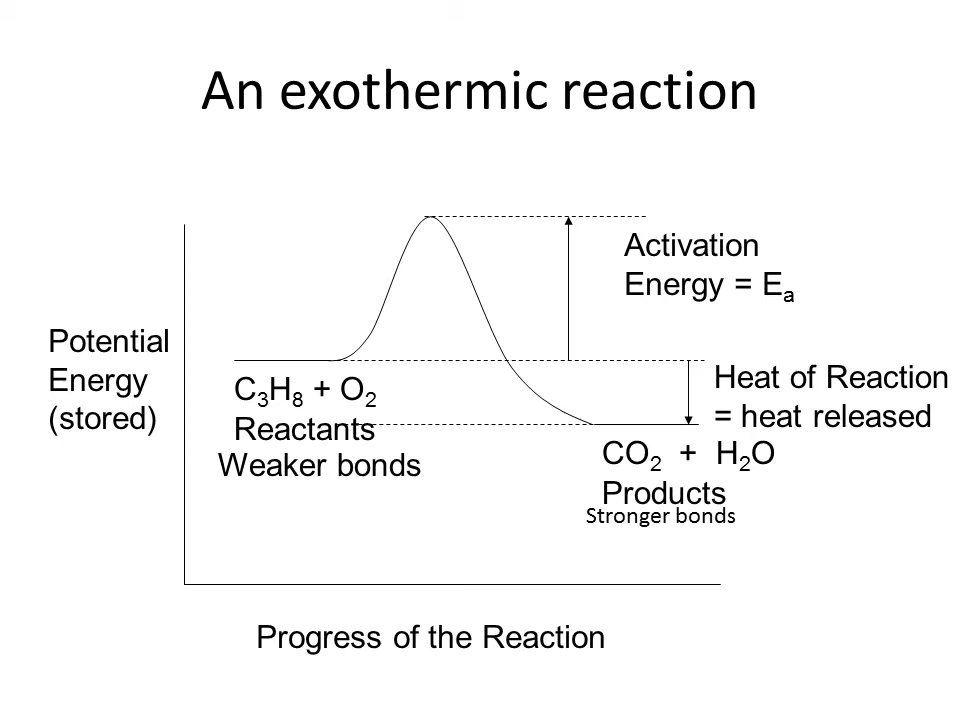 An exothermic reaction
Activation
Energy = Eₐ
Potential
Energy
(stored)
C₃H₈ + O₂
Reactants
Weaker bonds
Heat of Reaction
= heat released
CO₂ + H₂O
Products
Stronger bonds
Progress of the Reaction